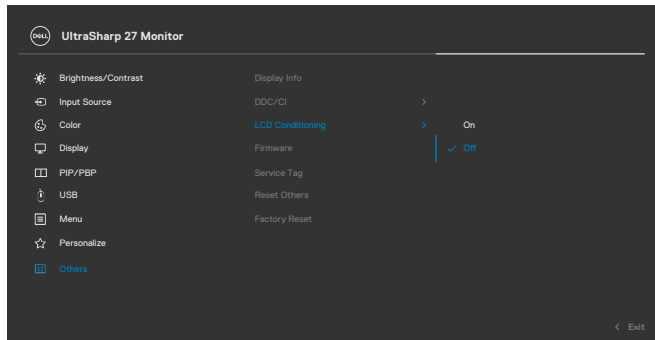 DELL UltraSharp 27 Monitor
Brightness/Contrast Display Info
Input Source DDC/CI >
Color LCD Conditioning > On
Display Firmware ✓ Off
PIP/PBP Service Tag
USB Reset Others
Menu Factory Reset
Personalize
Others
< Exit